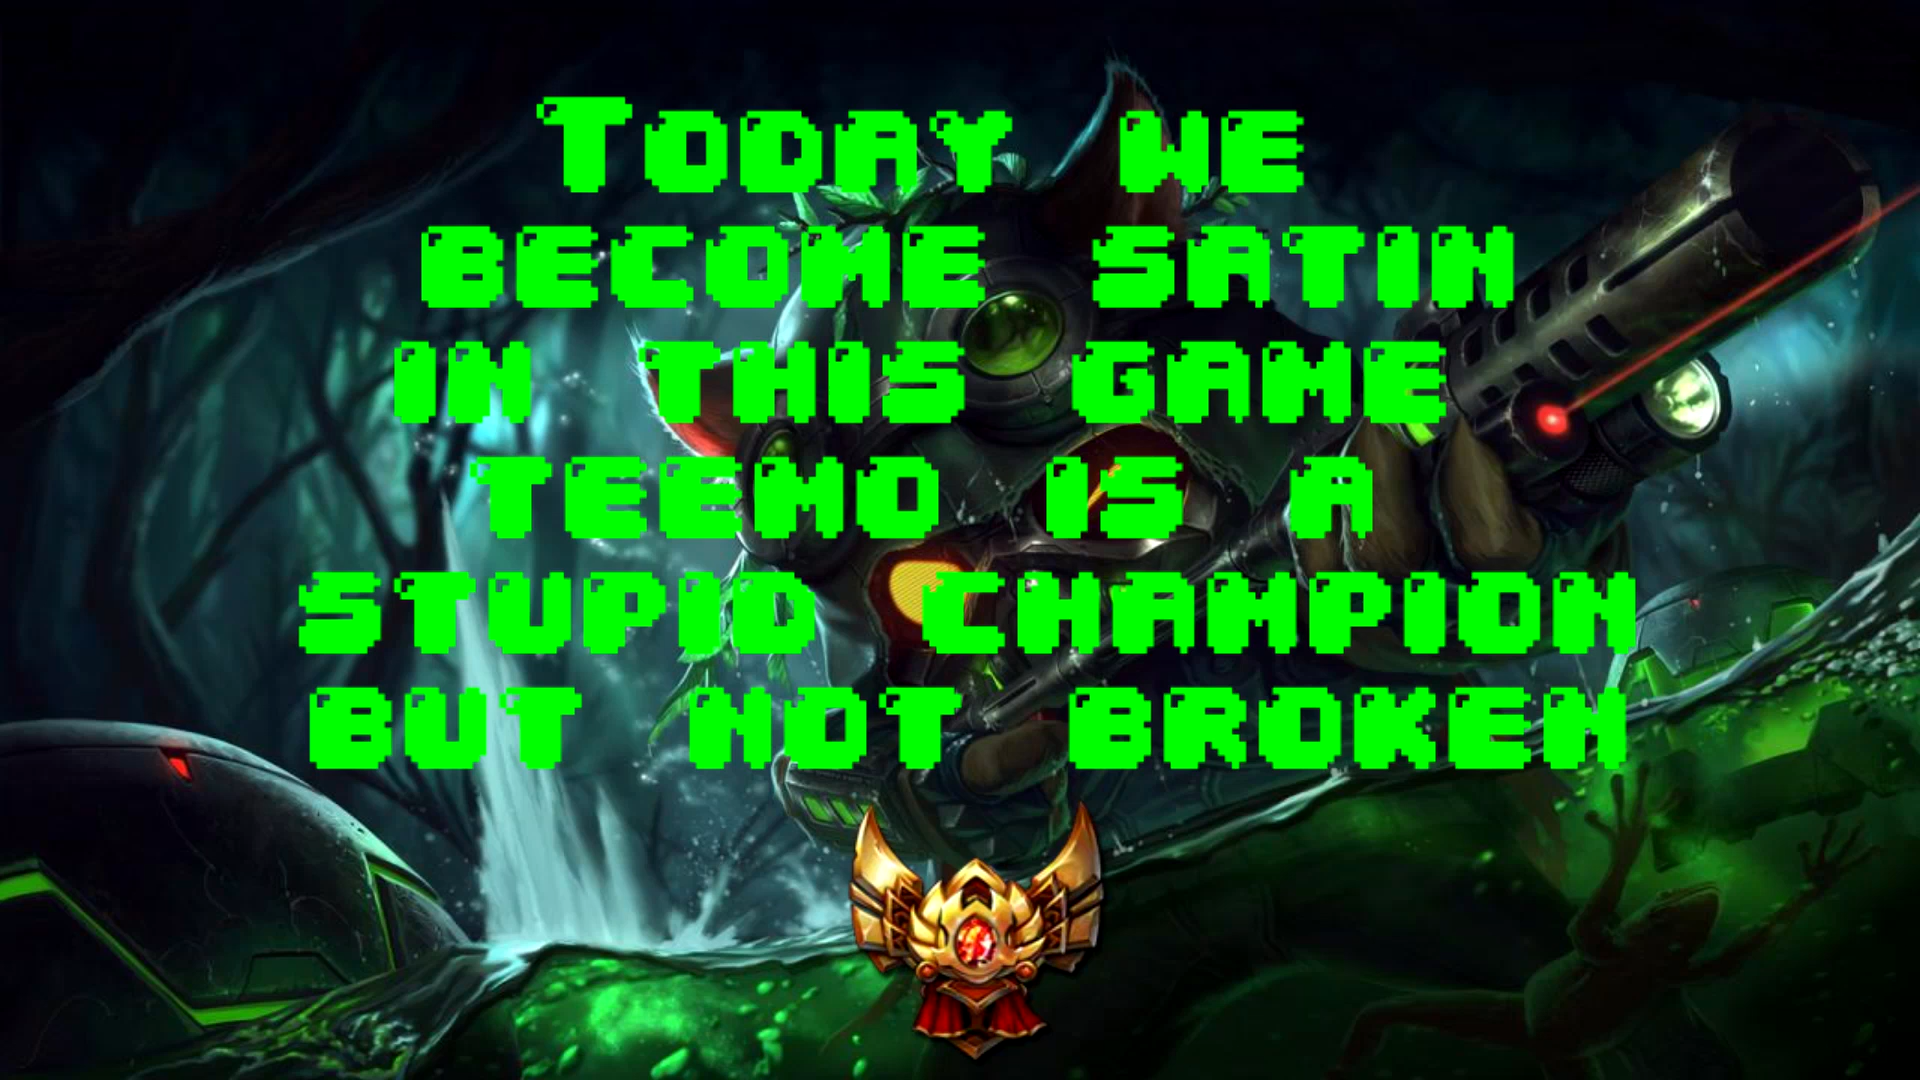 Today we
become satin
in this game
teemo is a
stupid champion
but not broken